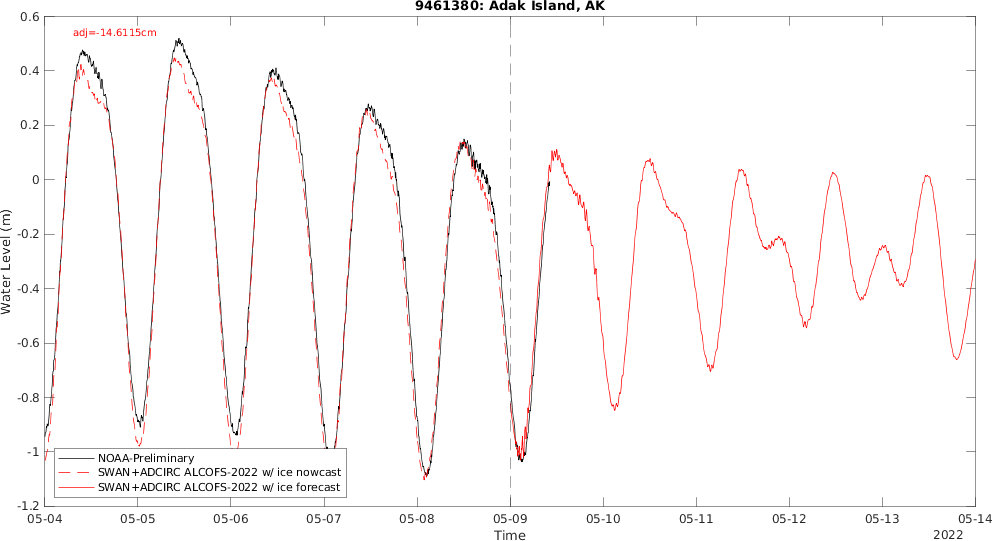 9461380: Adak Island, AK
adj=-14.6115cm
0.6
0.4
0.2
0
-0.2
-0.4
-0.6
-0.8
-1
-1.2
Water Level (m)
NOAA-Preliminary
SWAN+ADCIRC ALCOFS-2022 w/ ice nowcast
SWAN+ADCIRC ALCOFS-2022 w/ ice forecast
05-04 05-05 05-06 05-07 05-08 05-09 05-10 05-11 05-12 05-13 05-14
Time
2022